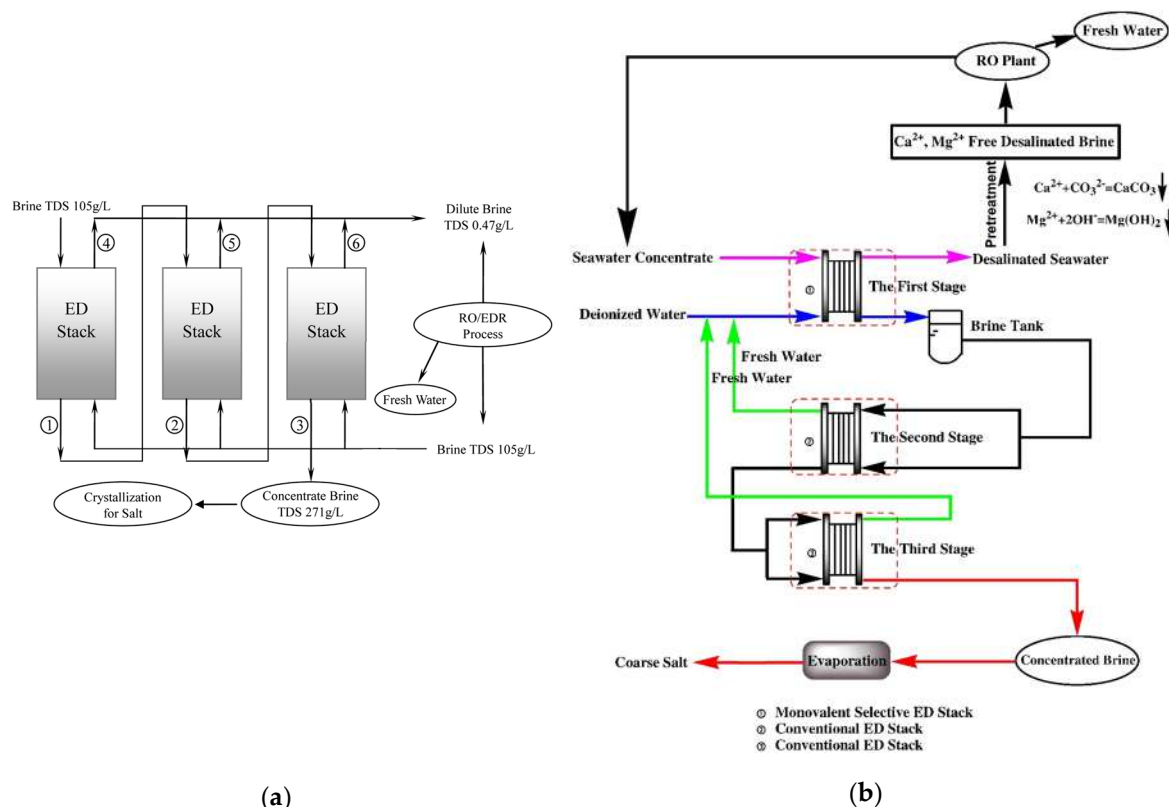 Brine TDS 105g/L
④
⑤
⑥
Dilute Brine
TDS 0.47g/L
ED
Stack
ED
Stack
ED
Stack
RO/EDR
Process
Fresh Water
①
②
③
Brine TDS 105g/L
Crystallization
for Salt
Concentrate Brine
TDS 271g/L
(a)
Fresh Water
RO Plant
Ca²⁺, Mg²⁺ Free Desalinated Brine
Pretreatment
Ca²⁺+CO₃²⁻=CaCO₃
Mg²⁺+2OH⁻=Mg(OH)₂
Seawater Concentrate
①
The First Stage
Desalinated Seawater
Deionized Water
Brine Tank
Fresh Water
Fresh Water
②
The Second Stage
③
The Third Stage
Coarse Salt
Evaporation
Concentrated Brine
① Monovalent Selective ED Stack
② Conventional ED Stack
③ Conventional ED Stack
(b)